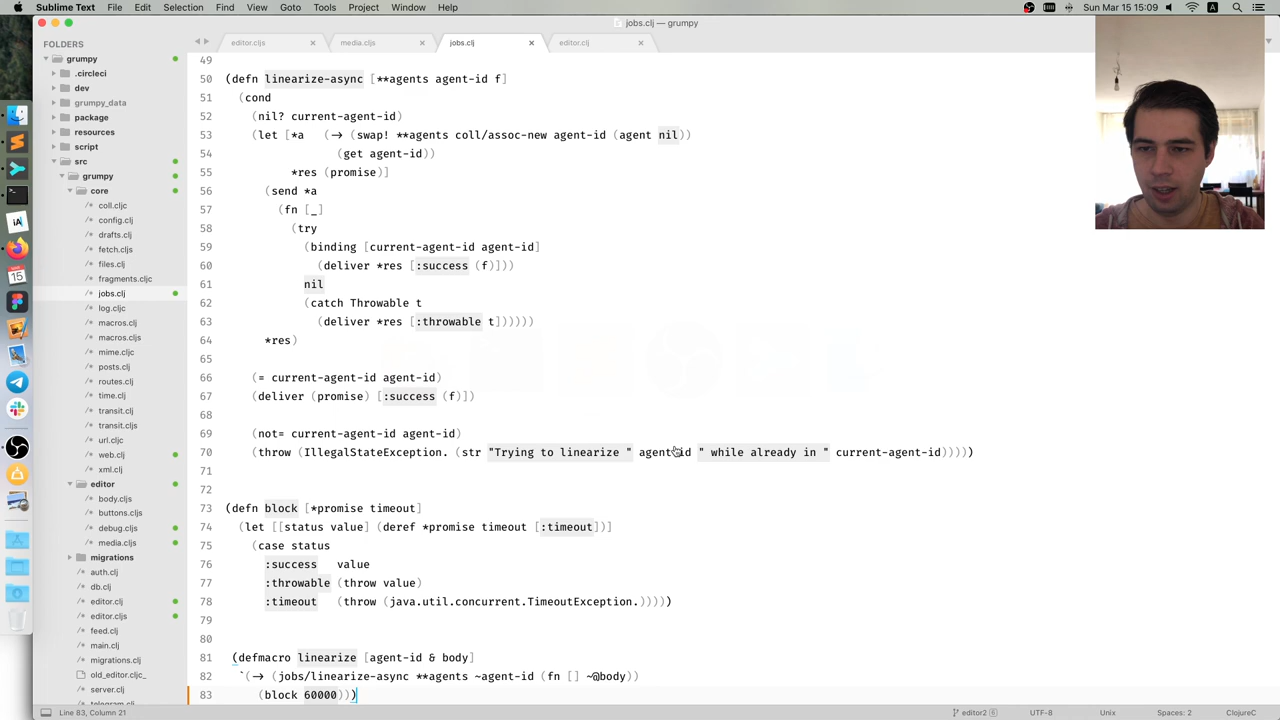 Sublime Text File Edit Selection Find View Goto Tools Project Window Help
Sun Mar 15 15:09
jobs.clj — grumpy
FOLDERS
grumpy
.circleci
dev
grumpy_data
package
resources
script
src
grumpy
core
coll.cljc
config.clj
drafts.clj
fetch.cljs
files.clj
fragments.cljc
jobs.clj
log.cljc
macros.clj
macros.cljs
mime.cljc
posts.clj
routes.clj
time.clj
transit.clj
transit.cljs
url.cljc
web.clj
xml.clj
editor
body.cljs
buttons.cljs
debug.cljs
media.cljs
migrations
auth.clj
db.clj
editor.clj
editor.cljs
feed.clj
main.clj
migrations.clj
old_editor.cljc_
server.clj
telegram.clj
editor.cljs × media.cljs × jobs.clj × editor.clj ×
49
50 (defn linearize-async [**agents agent-id f]
51 (cond
52 (nil? current-agent-id)
53 (let [*a (-> (swap! **agents coll/assoc-new agent-id (agent nil))
54 (get agent-id))
55 *res (promise)]
56 (send *a
57 (fn [_]
58 (try
59 (binding [current-agent-id agent-id]
60 (deliver *res [:success (f)]))
61 nil
62 (catch Throwable t
63 (deliver *res [:throwable t])))))
64 *res)
65
66 (= current-agent-id agent-id)
67 (deliver (promise) [:success (f)])
68
69 (not= current-agent-id agent-id)
70 (throw (IllegalStateException. (str "Trying to linearize " agent-id " while already in " current-agent-id)))))
71
72
73 (defn block [*promise timeout]
74 (let [[status value] (deref *promise timeout [:timeout])]
75 (case status
76 :success value
77 :throwable (throw value)
78 :timeout (throw (java.util.concurrent.TimeoutException.)))))
79
80
81 (defmacro linearize [agent-id & body]
82 `(-> (jobs/linearize-async **agents ~agent-id (fn [] ~@body))
83 (block 60000)))
Line 83, Column 21
editor2 6 UTF-8 Unix Spaces: 2 ClojureC